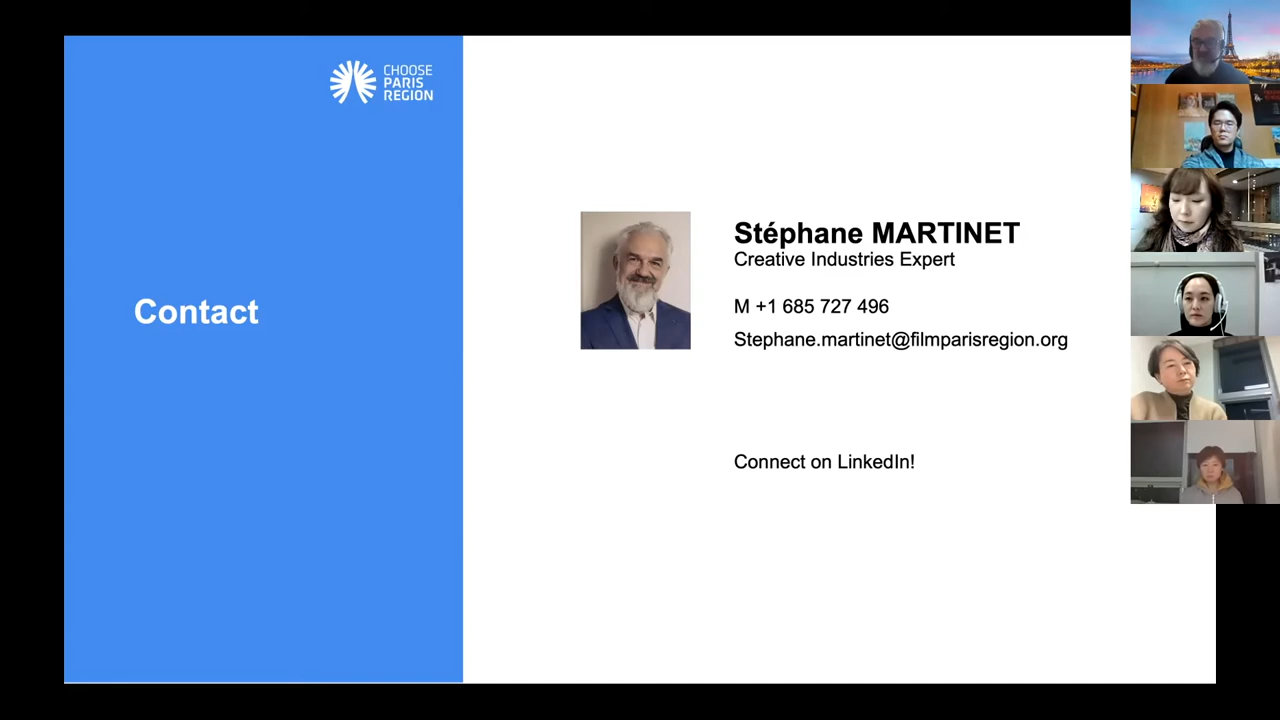 CHOOSE
PARIS
REGION
Contact
Stéphane MARTINET
Creative Industries Expert
M +1 685 727 496
Stephane.martinet@filmparisregion.org
Connect on LinkedIn!